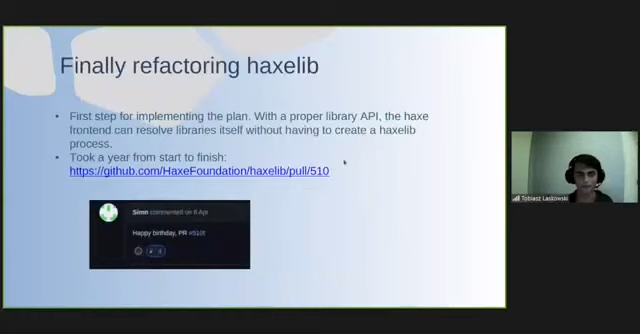 Finally refactoring haxelib
• First step for implementing the plan. With a proper library API, the haxe
frontend can resolve libraries itself without having to create a haxelib
process.
• Took a year from start to finish:
https://github.com/HaxeFoundation/haxelib/pull/510
Simn commented on 6 Apr
Happy birthday, PR #510!
Tobiasz Laskowski